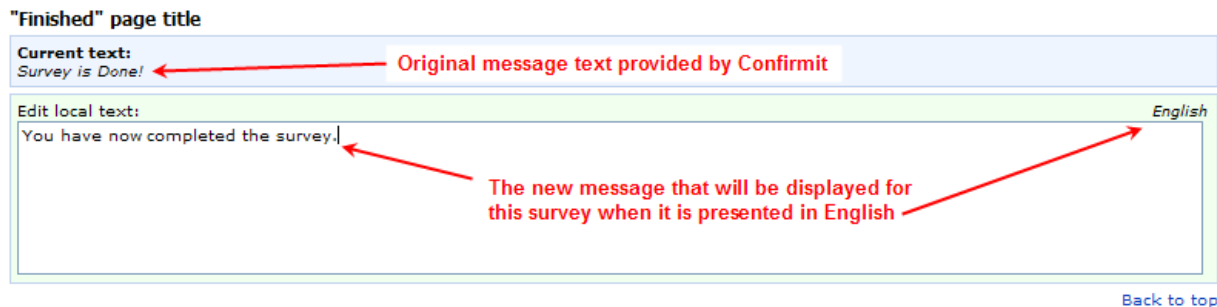 "Finished" page title
Current text:
Survey is Done!
Original message text provided by Confirmit
Edit local text:
English
You have now completed the survey.
The new message that will be displayed for
this survey when it is presented in English
Back to top